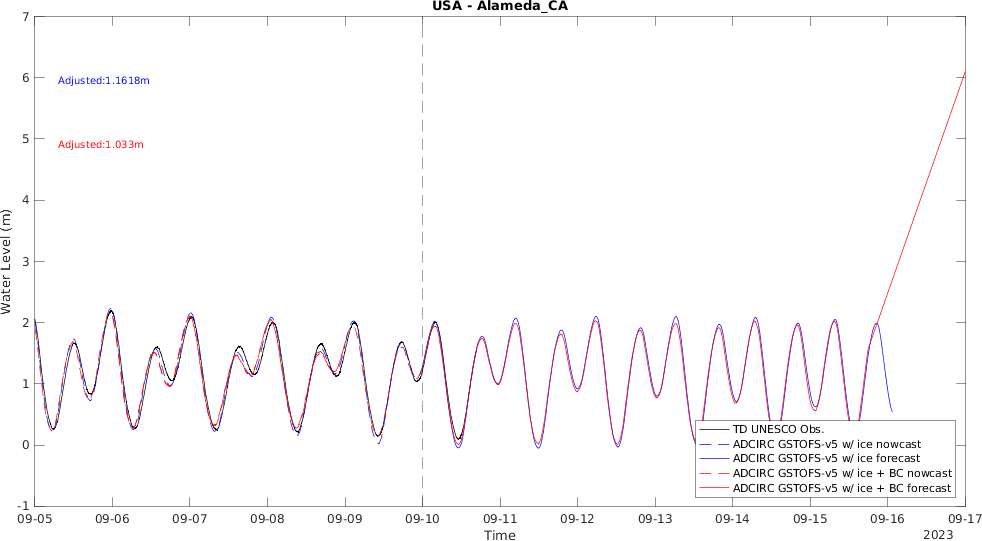 USA - Alameda_CA
7
6
5
4
3
2
1
0
-1
Water Level (m)
Adjusted:1.1618m
Adjusted:1.033m
TD UNESCO Obs.
ADCIRC GSTOFS-v5 w/ ice nowcast
ADCIRC GSTOFS-v5 w/ ice forecast
ADCIRC GSTOFS-v5 w/ ice + BC nowcast
ADCIRC GSTOFS-v5 w/ ice + BC forecast
09-05 09-06 09-07 09-08 09-09 09-10 09-11 09-12 09-13 09-14 09-15 09-16 09-17
Time
2023